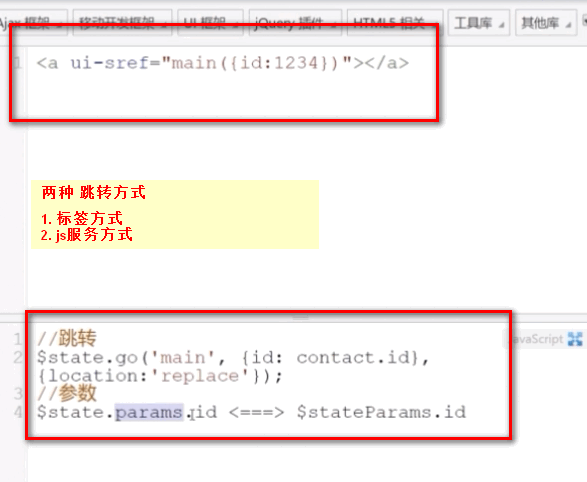 Ajax 框架 移动开发框架 UI 框架 jQuery 插件 HTML5 相关 工具库 其他库
1 <a ui-sref="main({id:1234})"></a>
两种 跳转方式
1. 标签方式
2. js服务方式
JavaScript
1 //跳转
2 $state.go('main', {id: contact.id},
{location:'replace'});
3 //参数
4 $state.params.id <===> $stateParams.id